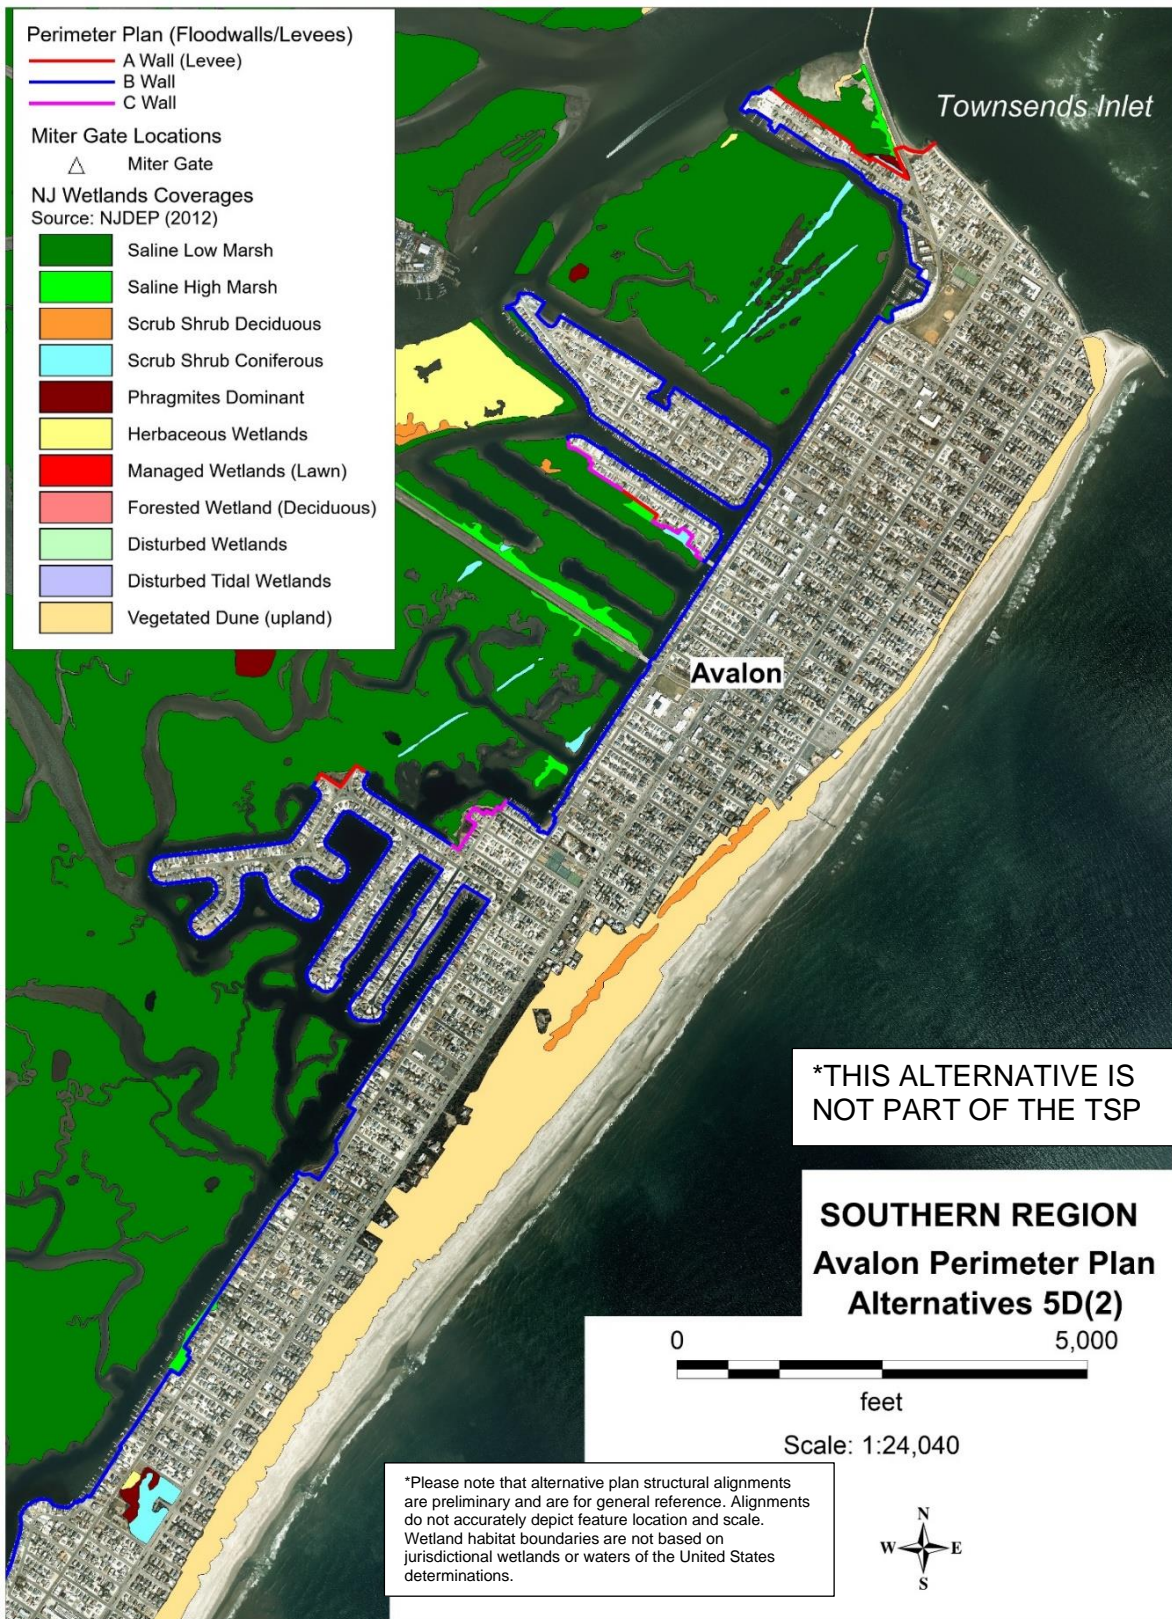 Perimeter Plan (Floodwalls/Levees)
A Wall (Levee)
B Wall
C Wall
Miter Gate Locations
Miter Gate
NJ Wetlands Coverages
Source: NJDEP (2012)
Saline Low Marsh
Saline High Marsh
Scrub Shrub Deciduous
Scrub Shrub Coniferous
Phragmites Dominant
Herbaceous Wetlands
Managed Wetlands (Lawn)
Forested Wetland (Deciduous)
Disturbed Wetlands
Disturbed Tidal Wetlands
Vegetated Dune (upland)
Townsends Inlet
Avalon
*THIS ALTERNATIVE IS
NOT PART OF THE TSP
SOUTHERN REGION
Avalon Perimeter Plan
Alternatives 5D(2)
0 5,000
feet
Scale: 1:24,040
*Please note that alternative plan structural alignments
are preliminary and are for general reference. Alignments
do not accurately depict feature location and scale.
Wetland habitat boundaries are not based on
jurisdictional wetlands or waters of the United States
determinations.
N
W E
S